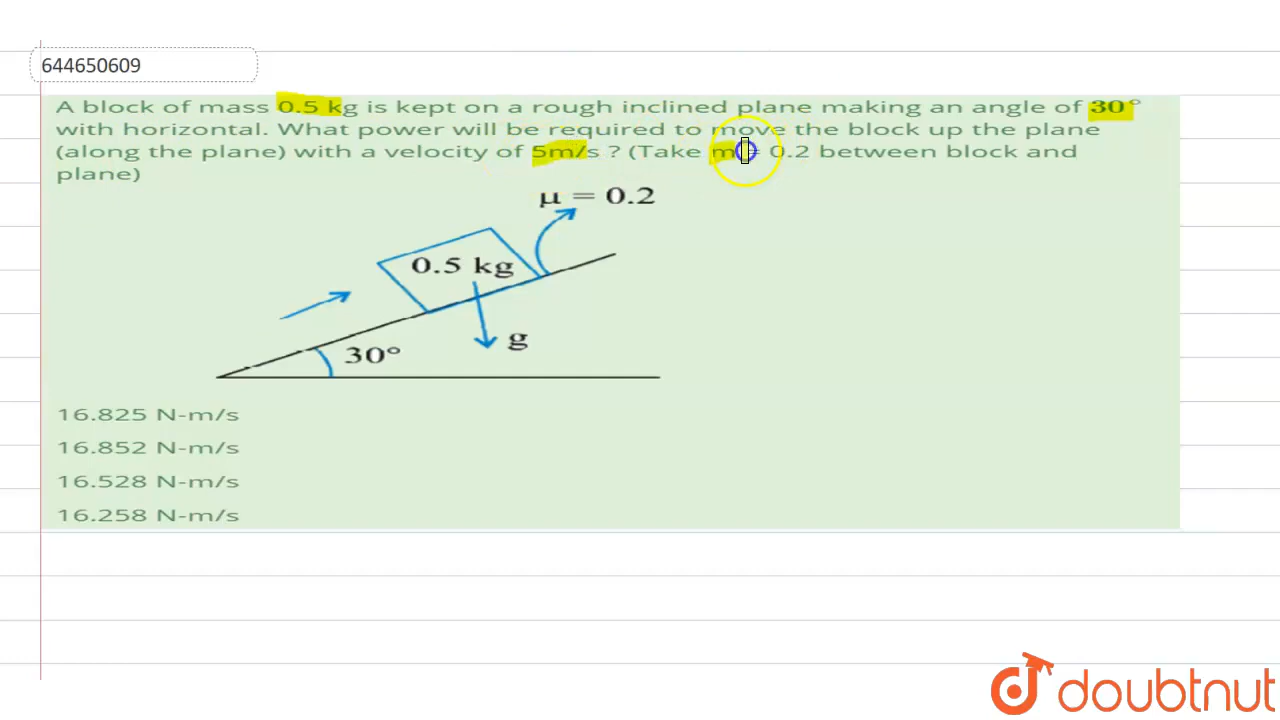 644650609
A block of mass 0.5 kg is kept on a rough inclined plane making an angle of 30°
with horizontal. What power will be required to move the block up the plane
(along the plane) with a velocity of 5m/s ? (Take m = 0.2 between block and
plane)
μ = 0.2
0.5 kg
g
30°
16.825 N-m/s
16.852 N-m/s
16.528 N-m/s
16.258 N-m/s
doubtnut